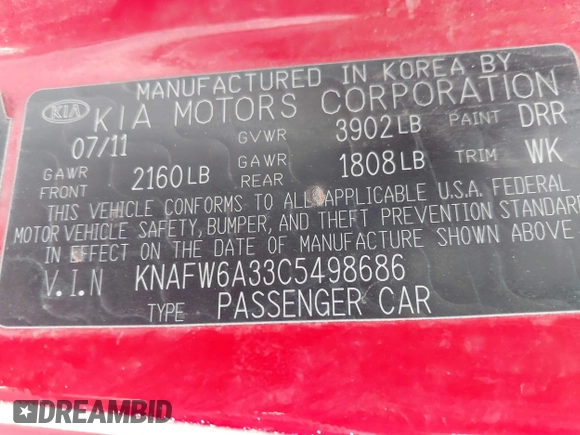 MANUFACTURED IN KOREA BY
KIA KIA MOTORS CORPORATION
07/11 GVWR 3902LB PAINT DRR
GAWR FRONT 2160LB GAWR REAR 1808LB TRIM WK
THIS VEHICLE CONFORMS TO ALL APPLICABLE U.S.A. FEDERAL
MOTOR VEHICLE SAFETY, BUMPER, AND THEFT PREVENTION STANDARD
IN EFFECT ON THE DATE OF MANUFACTURE SHOWN ABOVE
V.I.N KNAFW6A33C5498686
TYPE PASSENGER CAR
DREAMBID